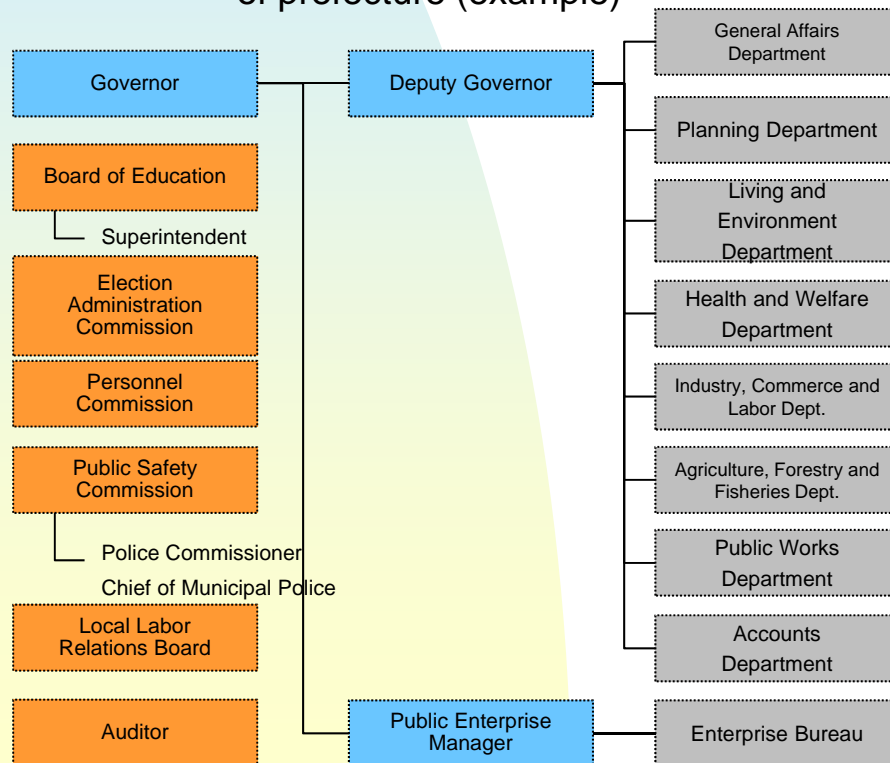 of prefecture (example)
Governor
Deputy Governor
General Affairs
Department
Planning Department
Living and
Environment
Department
Health and Welfare
Department
Industry, Commerce and
Labor Dept.
Agriculture, Forestry and
Fisheries Dept.
Public Works
Department
Accounts
Department
Board of Education
Superintendent
Election
Administration
Commission
Personnel
Commission
Public Safety
Commission
Police Commissioner
Chief of Municipal Police
Local Labor
Relations Board
Auditor
Public Enterprise
Manager
Enterprise Bureau